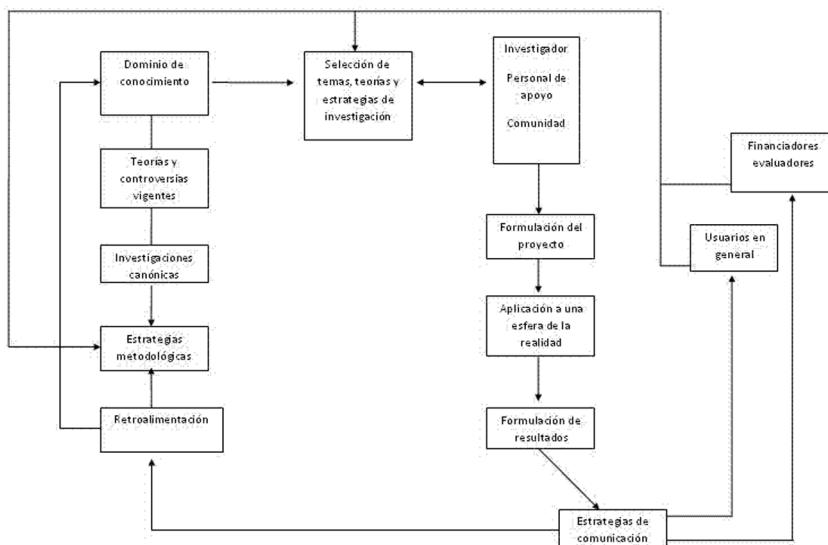 Dominio de
conocimiento
Selección de
temas, teorías y
estrategias de
investigación
Investigador
Personal de
apoyo
Comunidad
Financiadores
evaluadores
Teorías y
controversias
vigentes
Formulación del
proyecto
Usuarios en
general
Investigaciones
canónicas
Aplicación a una
esfera de la
realidad
Estrategias
metodológicas
Retroalimentación
Formulación de
resultados
Estrategias de
comunicación